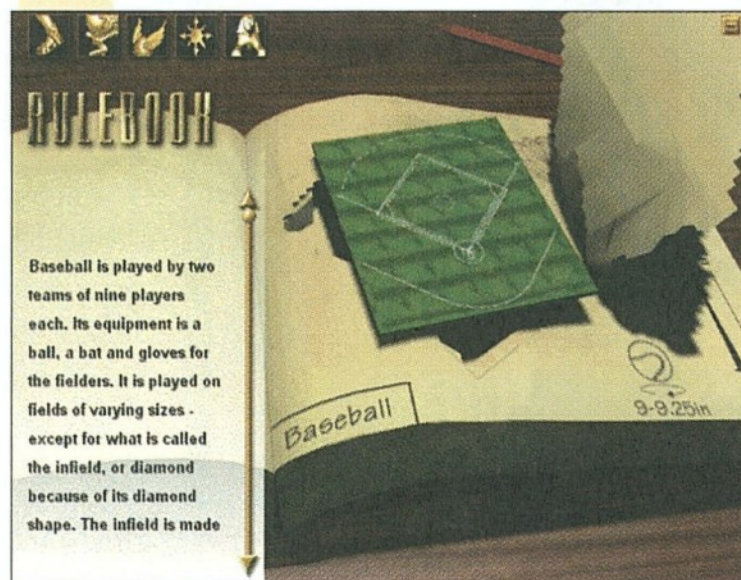 RULEBOOK
Baseball is played by two
teams of nine players
each. Its equipment is a
ball, a bat and gloves for
the fielders. It is played on
fields of varying sizes -
except for what is called
the infield, or diamond
because of its diamond
shape. The infield is made
Baseball
9-9.25in